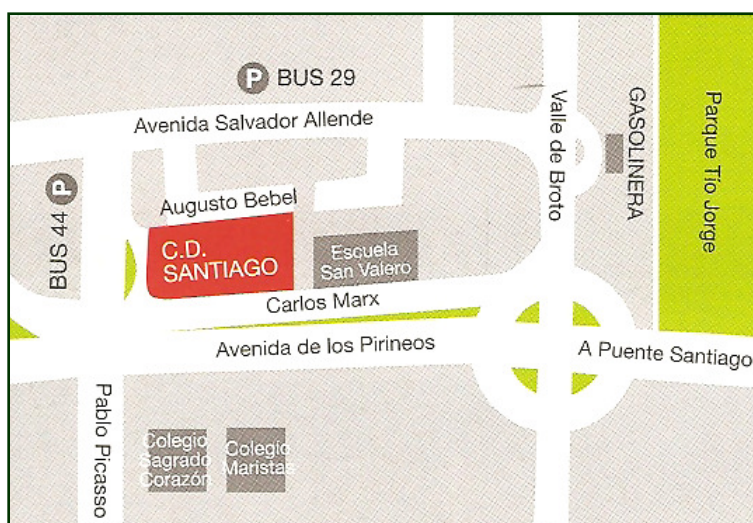 P BUS 29
Avenida Salvador Allende
BUS 44 P
Augusto Bebel
C.D.
SANTIAGO
Escuela
San Valero
Carlos Marx
Avenida de los Pirineos
A Puente Santiago
Valle de Broto
GASOLINERA
Parque Tío Jorge
Pablo Picasso
Colegio
Sagrado
Corazón
Colegio
Maristas